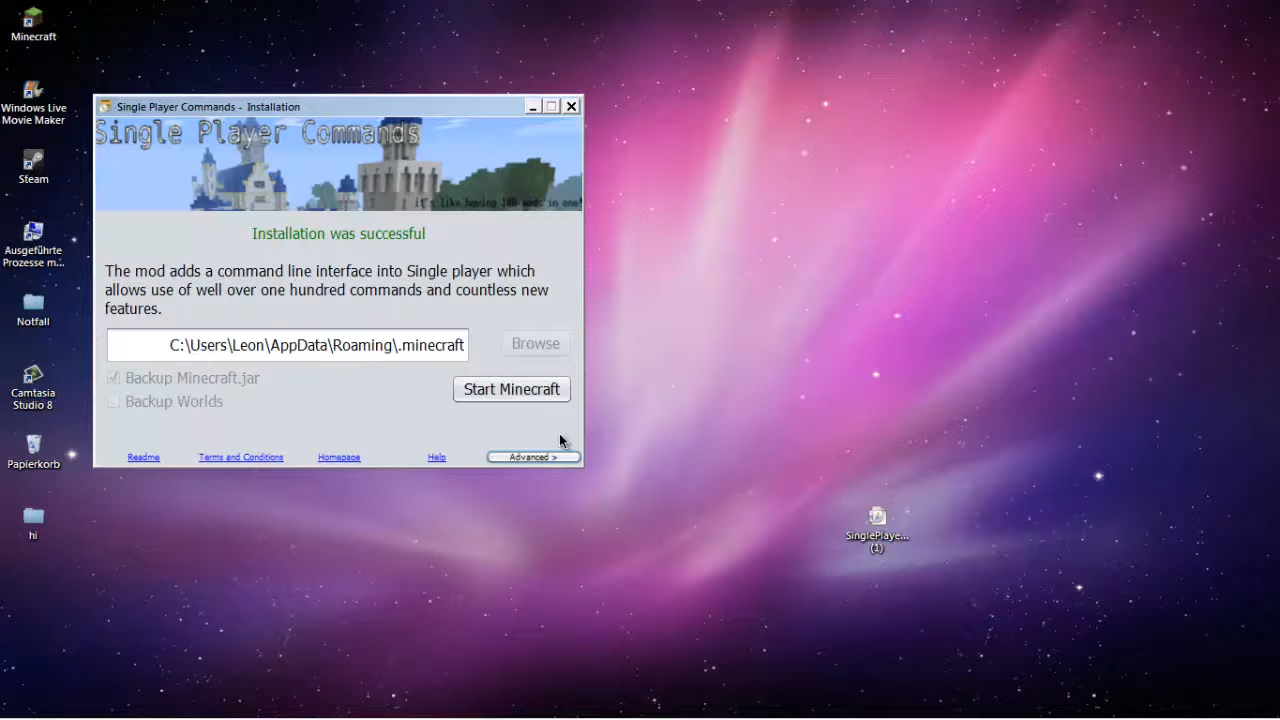 Minecraft
Windows Live
Movie Maker
Steam
Ausgeführte
Prozesse m...
Notfall
Camtasia
Studio 8
Papierkorb
hi
Single Player Commands - Installation
Single Player Commands
it's like having 100 mods in one!
Installation was successful
The mod adds a command line interface into Single player which
allows use of well over one hundred commands and countless new
features.
C:\Users\Leon\AppData\Roaming\.minecraft
Browse
Backup Minecraft.jar
Start Minecraft
Backup Worlds
Readme
Terms and Conditions
Homepage
Help
Advanced >
SinglePlaye...
(1)